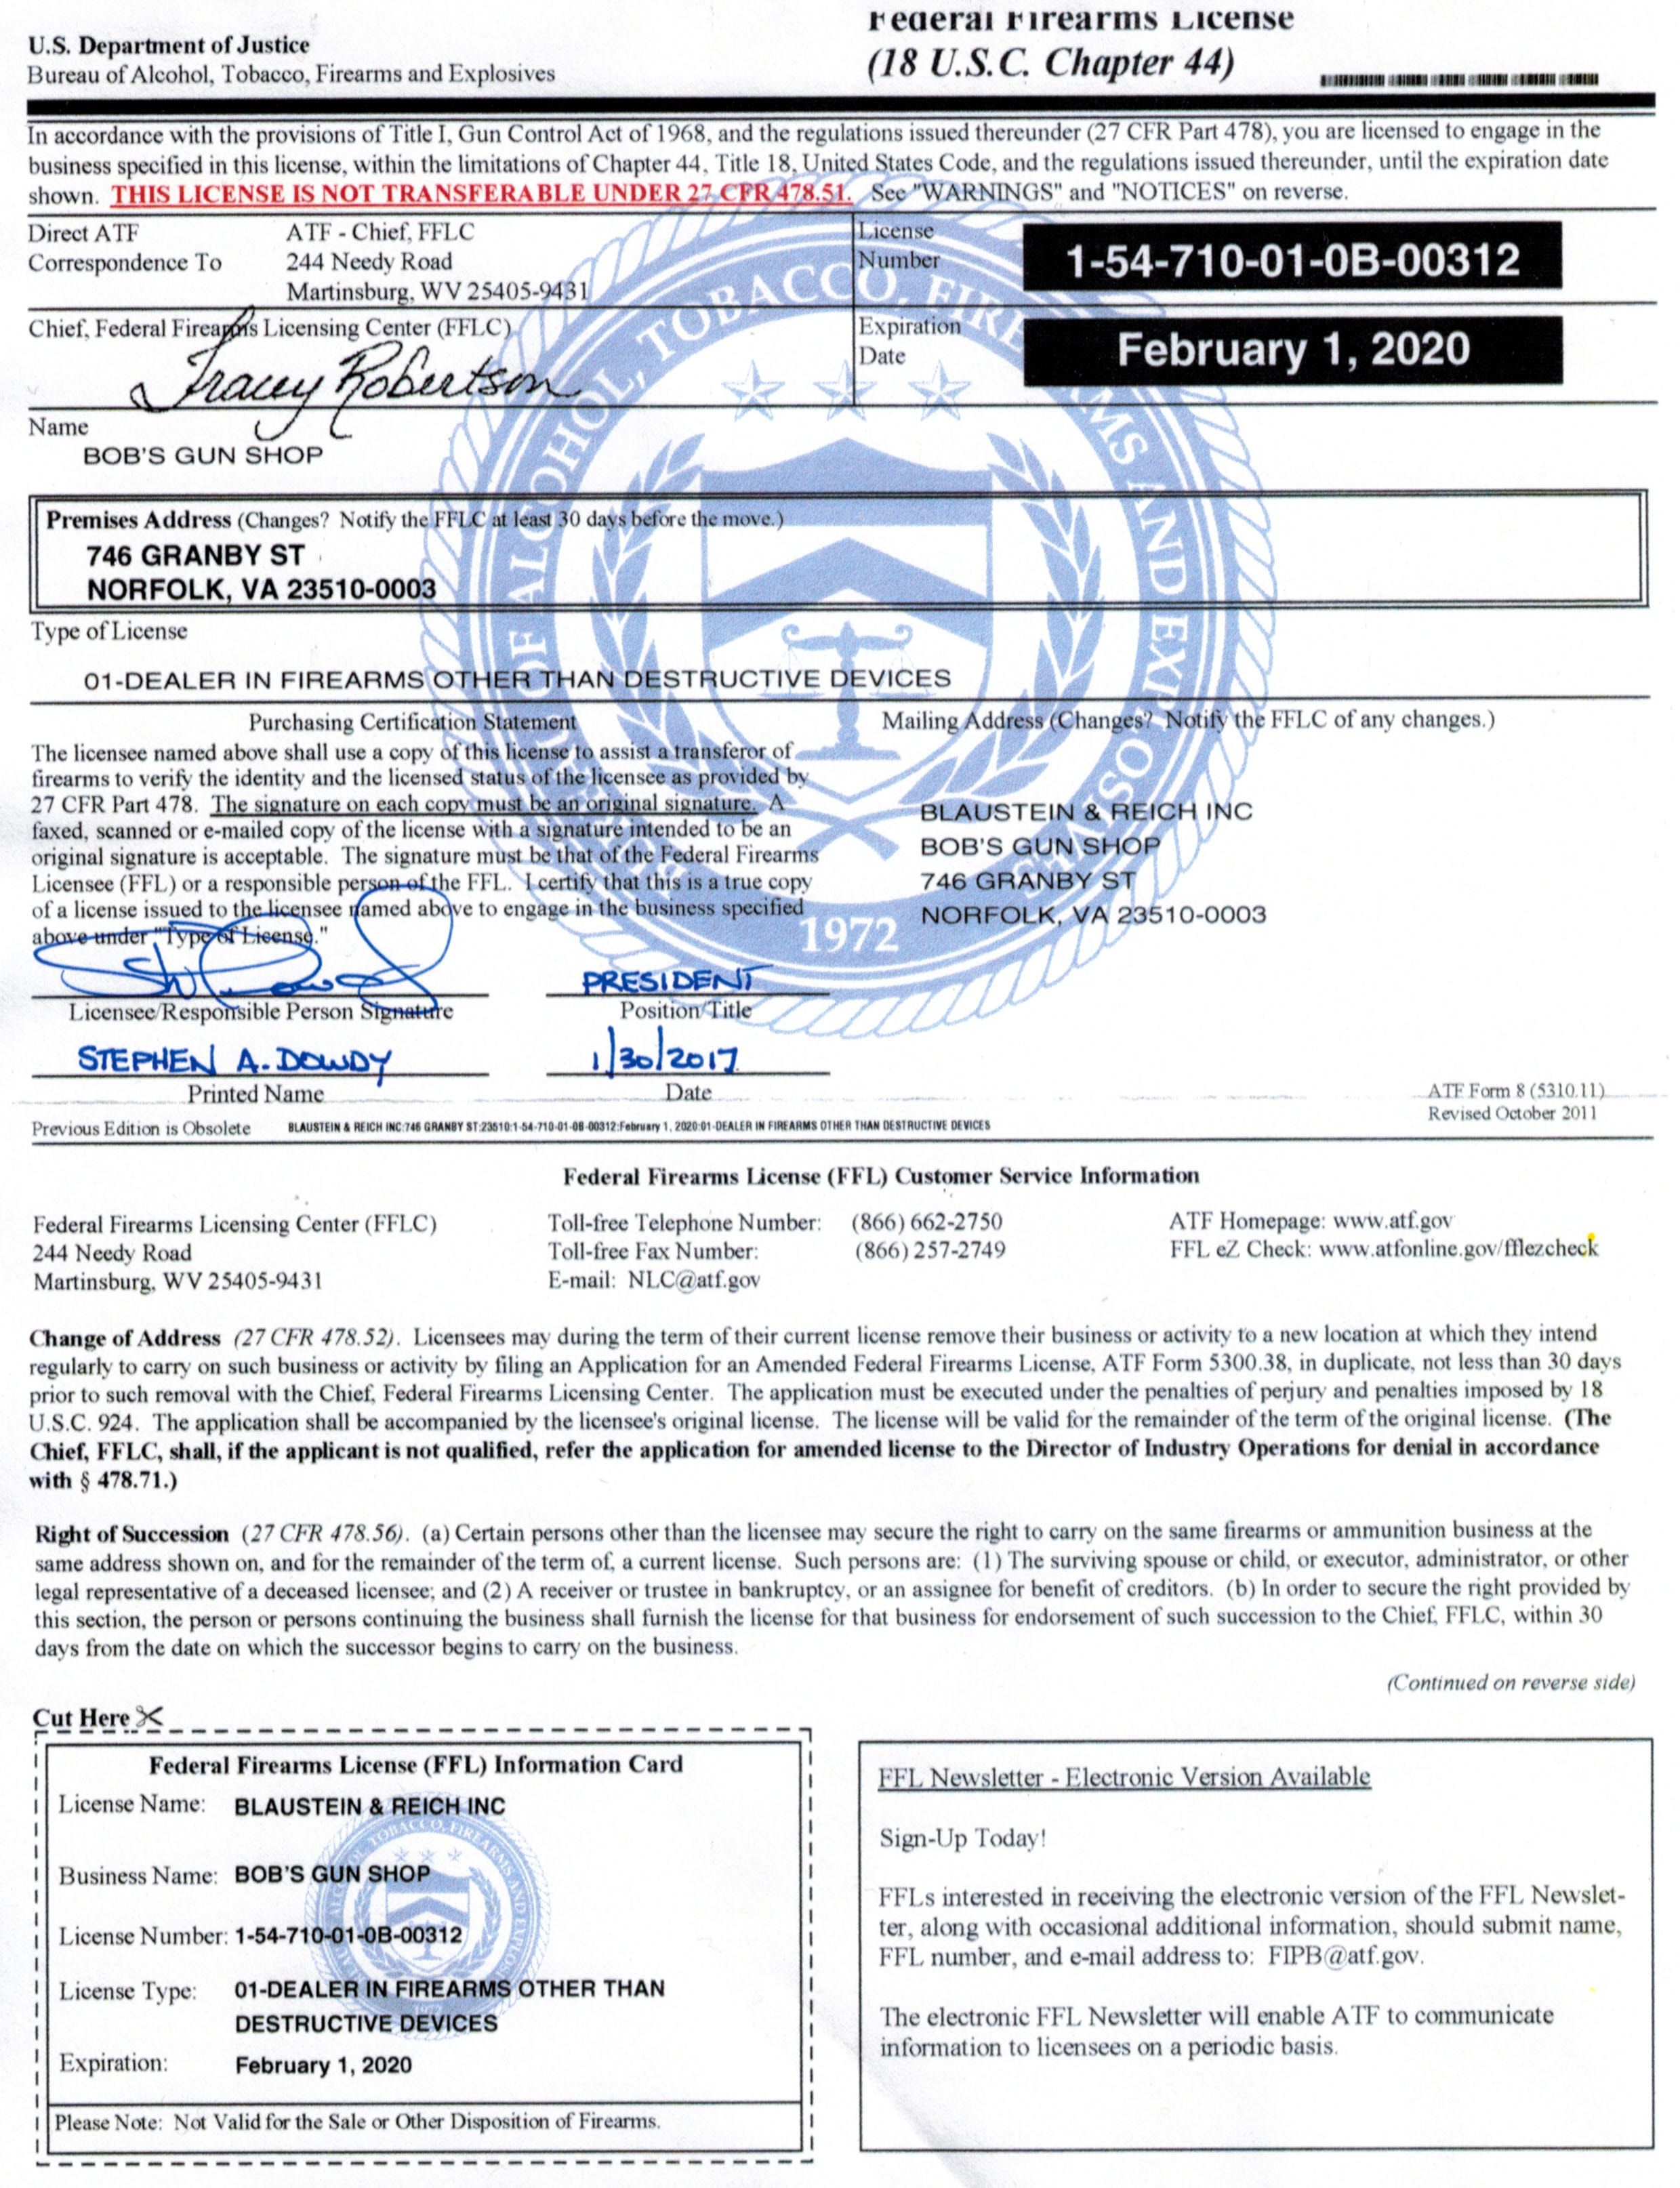 U.S. Department of Justice
Bureau of Alcohol, Tobacco, Firearms and Explosives
Federal Firearms License
(18 U.S.C. Chapter 44)
In accordance with the provisions of Title I, Gun Control Act of 1968, and the regulations issued thereunder (27 CFR Part 478), you are licensed to engage in the
business specified in this license, within the limitations of Chapter 44, Title 18, United States Code, and the regulations issued thereunder, until the expiration date
shown. THIS LICENSE IS NOT TRANSFERABLE UNDER 27 CFR 478.51. See "WARNINGS" and "NOTICES" on reverse.
Direct ATF
Correspondence To
ATF - Chief, FFLC
244 Needy Road
Martinsburg, WV 25405-9431
License
Number
1-54-710-01-0B-00312
Chief, Federal Firearms Licensing Center (FFLC)
Tracey Robertson
Expiration
Date
February 1, 2020
Name
BOB'S GUN SHOP
Premises Address (Changes? Notify the FFLC at least 30 days before the move.)
746 GRANBY ST
NORFOLK, VA 23510-0003
Type of License
01-DEALER IN FIREARMS OTHER THAN DESTRUCTIVE DEVICES
Purchasing Certification Statement
The licensee named above shall use a copy of this license to assist a transferor of
firearms to verify the identity and the licensed status of the licensee as provided by
27 CFR Part 478. The signature on each copy must be an original signature. A
faxed, scanned or e-mailed copy of the license with a signature intended to be an
original signature is acceptable. The signature must be that of the Federal Firearms
Licensee (FFL) or a responsible person of the FFL. I certify that this is a true copy
of a license issued to the licensee named above to engage in the business specified
above under "Type of License."
Mailing Address (Changes? Notify the FFLC of any changes.)
BLAUSTEIN & REICH INC
BOB'S GUN SHOP
746 GRANBY ST
NORFOLK, VA 23510-0003
BUREAU OF ALCOHOL, TOBACCO, FIREARMS AND EXPLOSIVES
1972
PRESIDENT
Licensee/Responsible Person Signature
Position/Title
STEPHEN A. DOWDY
1/30/2017
Printed Name
Date
ATF Form 8 (5310.11)
Revised October 2011
Previous Edition is Obsolete
BLAUSTEIN & REICH INC:746 GRANBY ST:23510:1-54-710-01-0B-00312:February 1, 2020:01-DEALER IN FIREARMS OTHER THAN DESTRUCTIVE DEVICES
Federal Firearms License (FFL) Customer Service Information
Federal Firearms Licensing Center (FFLC)
244 Needy Road
Martinsburg, WV 25405-9431
Toll-free Telephone Number: (866) 662-2750
Toll-free Fax Number: (866) 257-2749
E-mail: NLC@atf.gov
ATF Homepage: www.atf.gov
FFL eZ Check: www.atfonline.gov/fflezcheck
Change of Address (27 CFR 478.52). Licensees may during the term of their current license remove their business or activity to a new location at which they intend
regularly to carry on such business or activity by filing an Application for an Amended Federal Firearms License, ATF Form 5300.38, in duplicate, not less than 30 days
prior to such removal with the Chief, Federal Firearms Licensing Center. The application must be executed under the penalties of perjury and penalties imposed by 18
U.S.C. 924. The application shall be accompanied by the licensee's original license. The license will be valid for the remainder of the term of the original license. (The
Chief, FFLC, shall, if the applicant is not qualified, refer the application for amended license to the Director of Industry Operations for denial in accordance
with § 478.71.)
Right of Succession (27 CFR 478.56). (a) Certain persons other than the licensee may secure the right to carry on the same firearms or ammunition business at the
same address shown on, and for the remainder of the term of, a current license. Such persons are: (1) The surviving spouse or child, or executor, administrator, or other
legal representative of a deceased licensee; and (2) A receiver or trustee in bankruptcy, or an assignee for benefit of creditors. (b) In order to secure the right provided by
this section, the person or persons continuing the business shall furnish the license for that business for endorsement of such succession to the Chief, FFLC, within 30
days from the date on which the successor begins to carry on the business.
(Continued on reverse side)
Cut Here
Federal Firearms License (FFL) Information Card
License Name: BLAUSTEIN & REICH INC
Business Name: BOB'S GUN SHOP
License Number: 1-54-710-01-0B-00312
License Type: 01-DEALER IN FIREARMS OTHER THAN
DESTRUCTIVE DEVICES
Expiration: February 1, 2020
Please Note: Not Valid for the Sale or Other Disposition of Firearms.
FFL Newsletter - Electronic Version Available
Sign-Up Today!
FFLs interested in receiving the electronic version of the FFL Newslet-
ter, along with occasional additional information, should submit name,
FFL number, and e-mail address to: FIPB@atf.gov.
The electronic FFL Newsletter will enable ATF to communicate
information to licensees on a periodic basis.